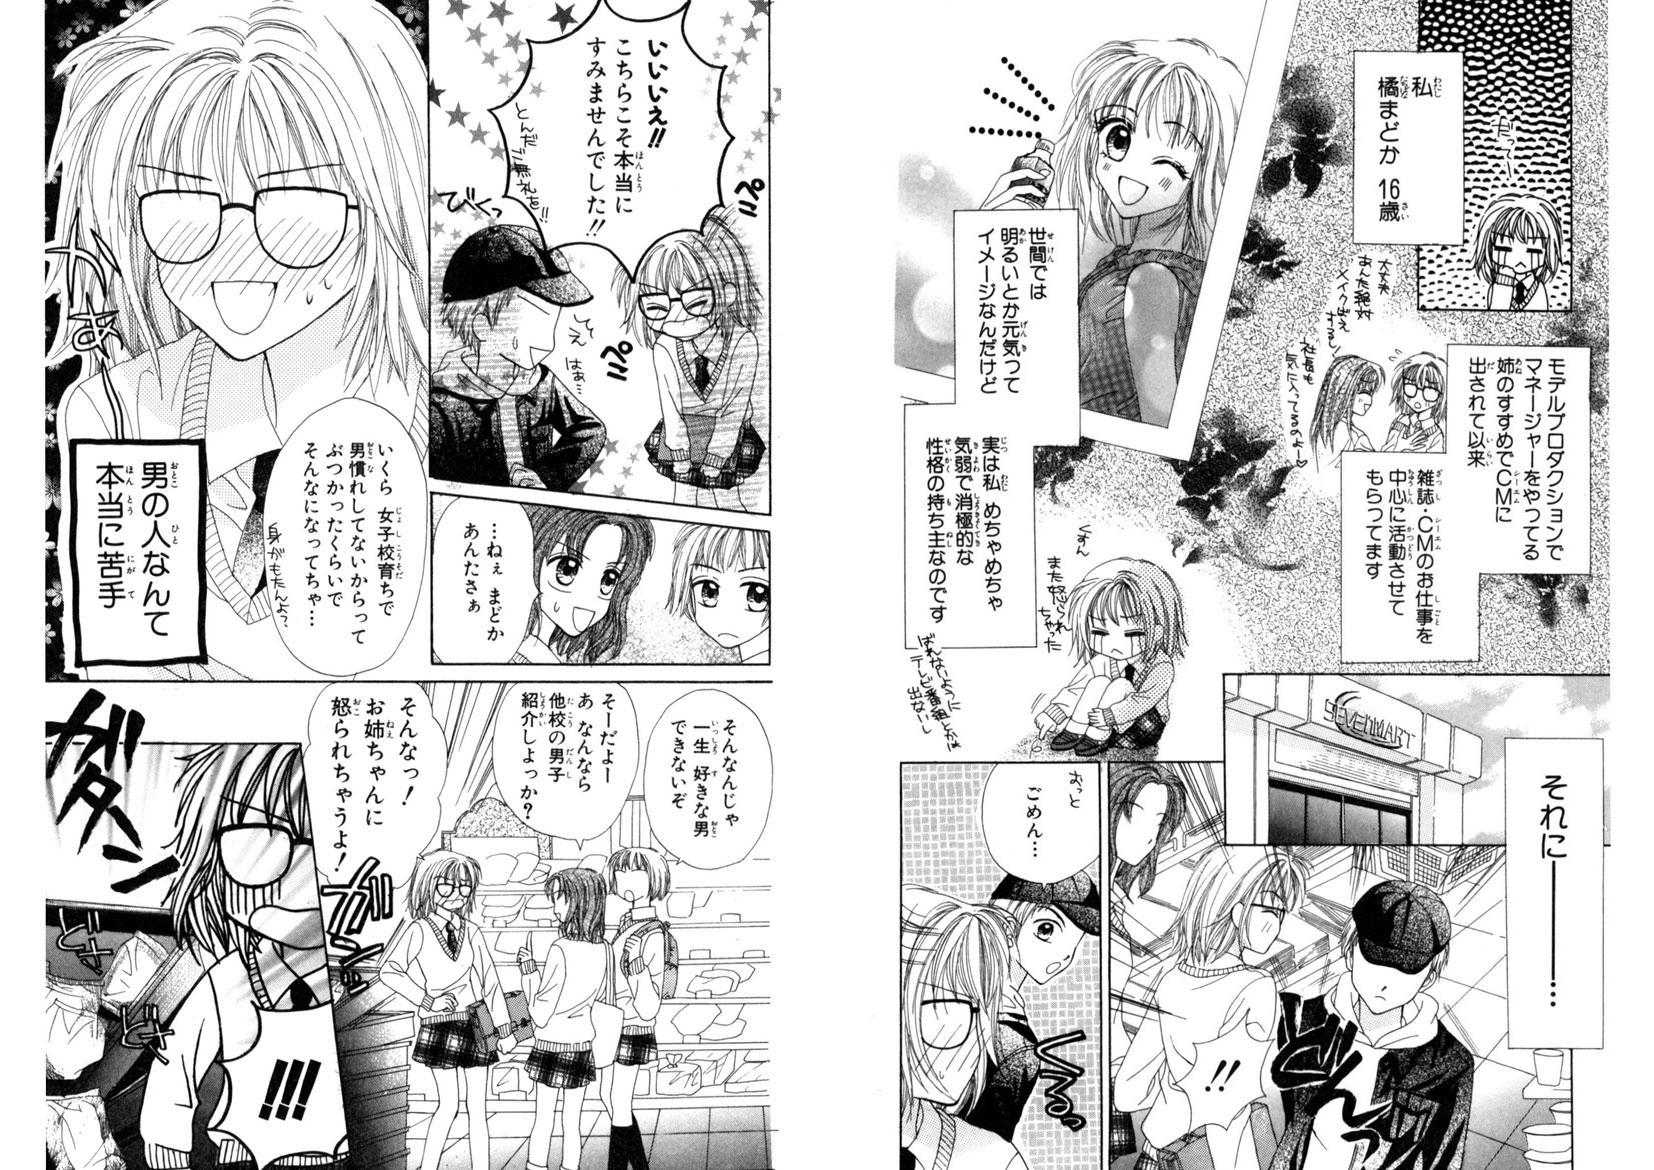 だって…
私
橘まどか 16歳
モデルプロダクションで
マネージャーをやってる
姉のすすめでCMに
出されて以来
大丈夫
あんた絶対
メイクばえ
するし
社長も
気に入ってるのよー♡
雑誌・CMのお仕事を
中心に活動させて
もらってます
世間では
明るいとか元気って
イメージなんだけど
実は私 めちゃめちゃ
気弱で消極的な
性格の持ち主なのです
くすん
また怒られ
ちゃった
ばれないように
テレビ番組とかは
出ないし
SEVENMART
それに―――…
どんっ
!!
おっと
ごめん…
いいいいえ!!
こちらこそ本当に
すみませんでした!!
とんだご無礼を!!
ペコ
ペコ
びくっ
はあ…
かあぁ
いくら 女子校育ちで
男慣れしてないからって
ぶつかったくらいで
そんなになってちゃ…
身がもたんよっ
男の人なんて
本当に苦手
…ねぇ まどか
あんたさぁ
そんなんじゃ
一生 好きな男
できないぞ
そーだよー
あ なんなら
他校の男子
紹介しよっか?
そんなっ!
お姉ちゃんに
怒られちゃうよ!
ガタン
!!!